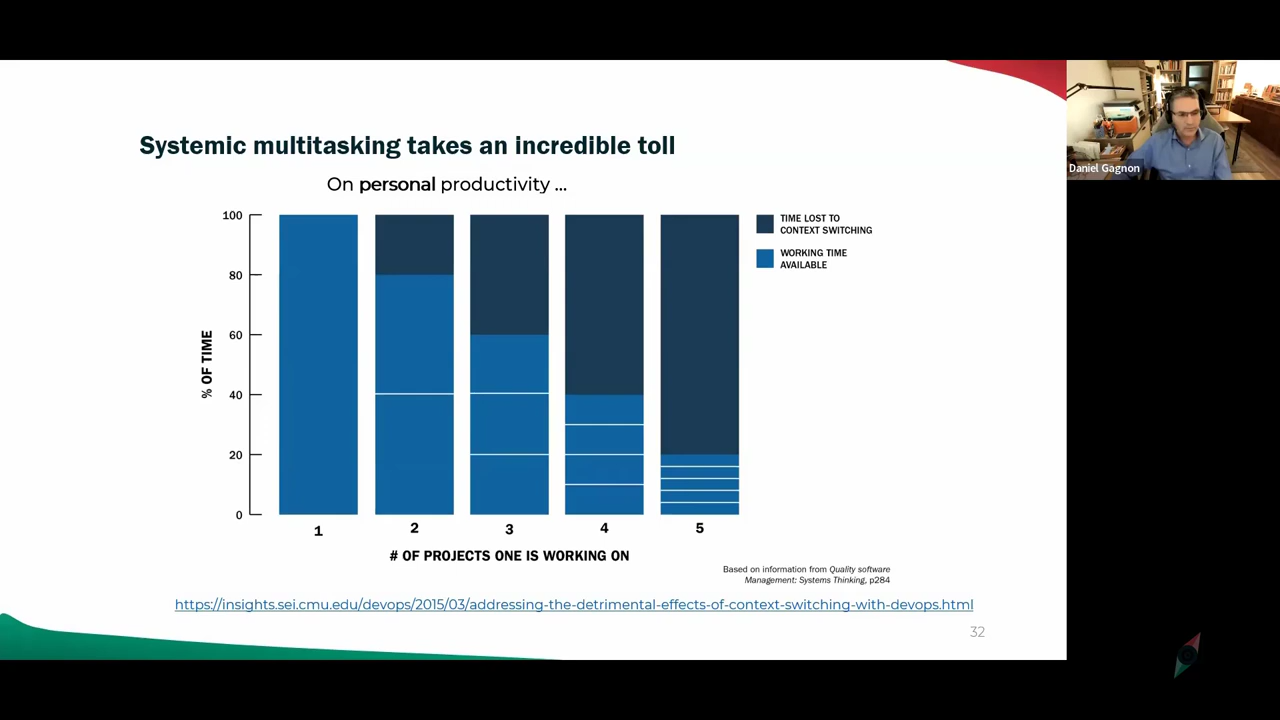 Systemic multitasking takes an incredible toll
On personal productivity ...
100
80
60
40
20
0
% OF TIME
1
2
3
4
5
# OF PROJECTS ONE IS WORKING ON
TIME LOST TO
CONTEXT SWITCHING
WORKING TIME
AVAILABLE
Based on information from Quality software
Management: Systems Thinking, p284
https://insights.sei.cmu.edu/devops/2015/03/addressing-the-detrimental-effects-of-context-switching-with-devops.html
32
Daniel Gagnon